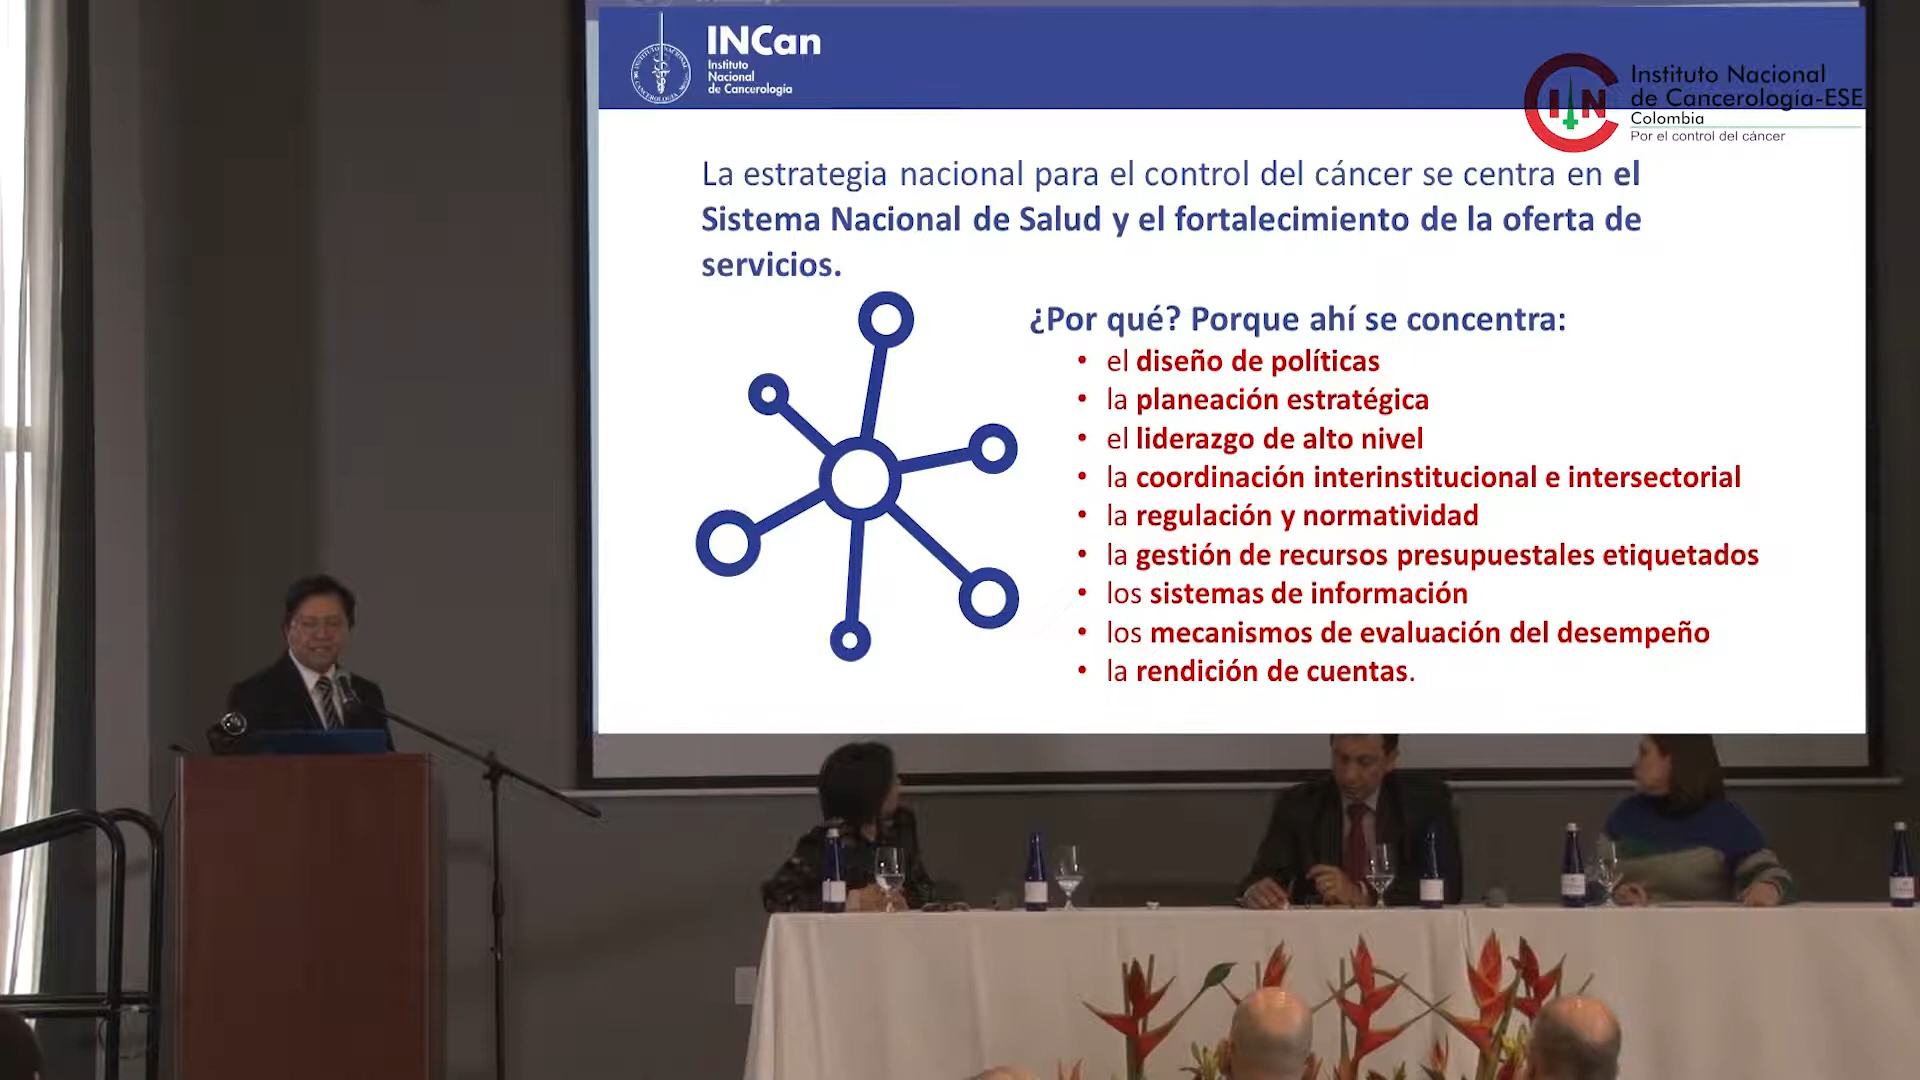 INCan
Instituto
Nacional
de Cancerología
Instituto Nacional
de Cancerología-ESE
Colombia
Por el control del cáncer
La estrategia nacional para el control del cáncer se centra en el
Sistema Nacional de Salud y el fortalecimiento de la oferta de
servicios.
¿Por qué? Porque ahí se concentra:
• el diseño de políticas
• la planeación estratégica
• el liderazgo de alto nivel
• la coordinación interinstitucional e intersectorial
• la regulación y normatividad
• la gestión de recursos presupuestales etiquetados
• los sistemas de información
• los mecanismos de evaluación del desempeño
• la rendición de cuentas.